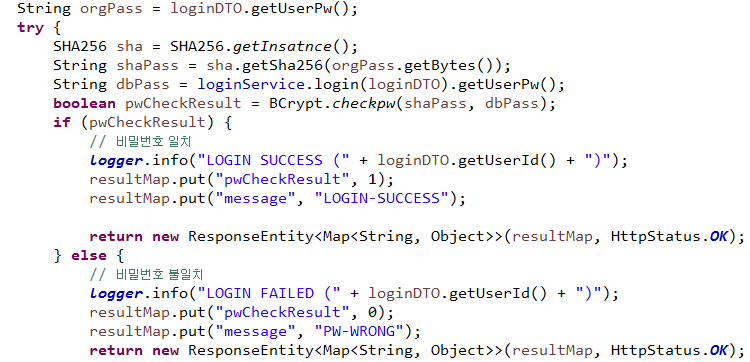 String orgPass = loginDTO.getUserPw();
try {
SHA256 sha = SHA256.getInsatnce();
String shaPass = sha.getSha256(orgPass.getBytes());
String dbPass = loginService.login(loginDTO).getUserPw();
boolean pwCheckResult = BCrypt.checkpw(shaPass, dbPass);
if (pwCheckResult) {
// 비밀번호 일치
logger.info("LOGIN SUCCESS (" + loginDTO.getUserId() + ")");
resultMap.put("pwCheckResult", 1);
resultMap.put("message", "LOGIN-SUCCESS");
return new ResponseEntity<Map<String, Object>>(resultMap, HttpStatus.OK);
} else {
// 비밀번호 불일치
logger.info("LOGIN FAILED (" + loginDTO.getUserId() + ")");
resultMap.put("pwCheckResult", 0);
resultMap.put("message", "PW-WRONG");
return new ResponseEntity<Map<String, Object>>(resultMap, HttpStatus.OK);